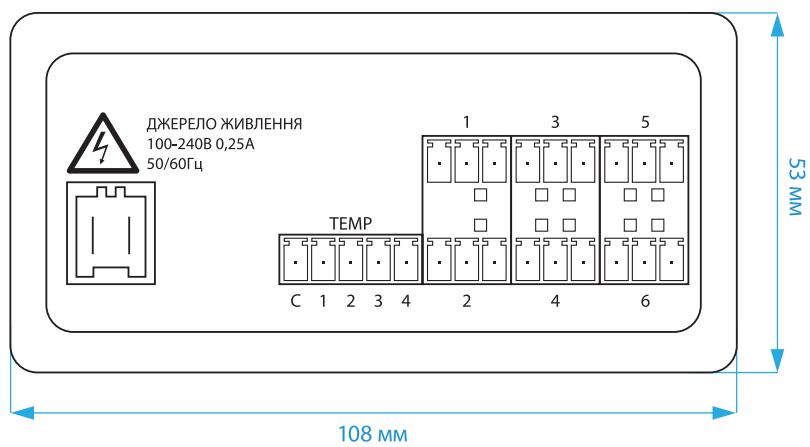 ДЖЕРЕЛО ЖИВЛЕННЯ
100-240В 0,25А
50/60Гц
1 3 5
TEMP
C 1 2 3 4
2 4 6
53 мм
108 мм